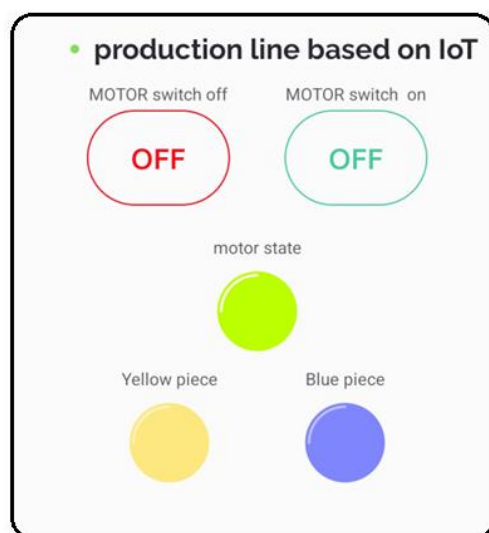 production line based on IoT
MOTOR switch off MOTOR switch on
OFF OFF
motor state
Yellow piece Blue piece